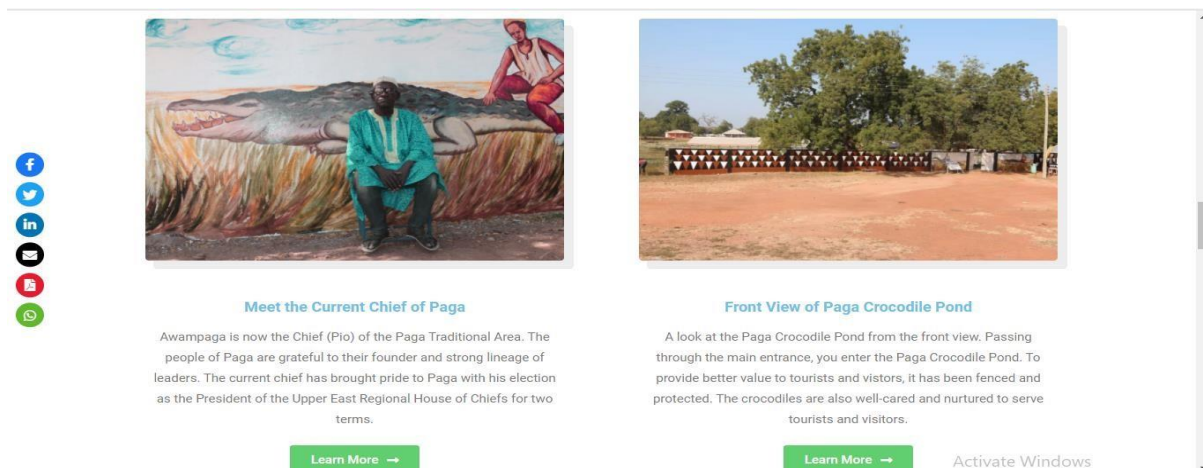 Meet the Current Chief of Paga
Awampaga is now the Chief (Pio) of the Paga Traditional Area. The
people of Paga are grateful to their founder and strong lineage of
leaders. The current chief has brought pride to Paga with his election
as the President of the Upper East Regional House of Chiefs for two
terms.
Learn More →
Front View of Paga Crocodile Pond
A look at the Paga Crocodile Pond from the front view. Passing
through the main entrance, you enter the Paga Crocodile Pond. To
provide better value to tourists and vistors, it has been fenced and
protected. The crocodiles are also well-cared and nurtured to serve
tourists and visitors.
Learn More →
Activate Windows